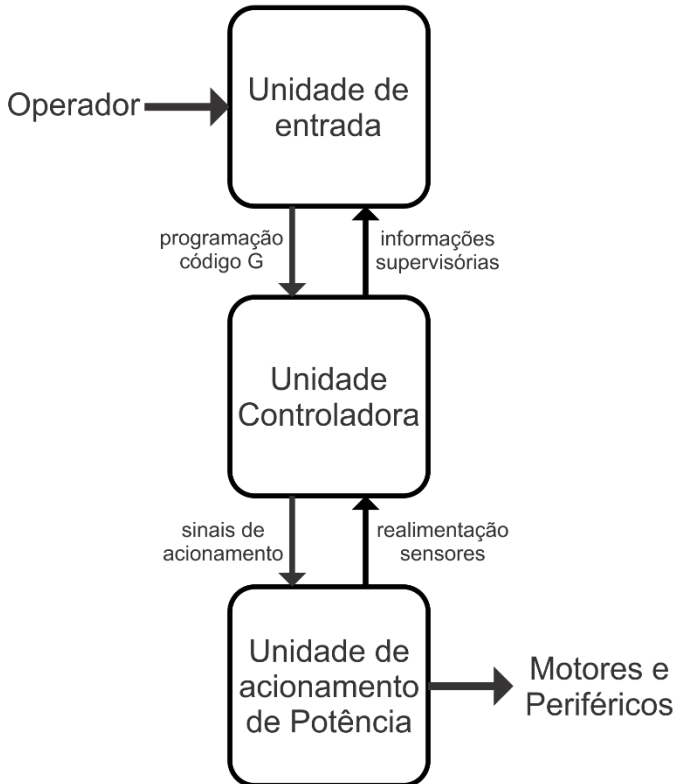 Operador
Unidade de
entrada
programação
código G
informações
supervisórias
Unidade
Controladora
sinais de
acionamento
realimentação
sensores
Unidade de
acionamento
de Potência
Motores e
Periféricos